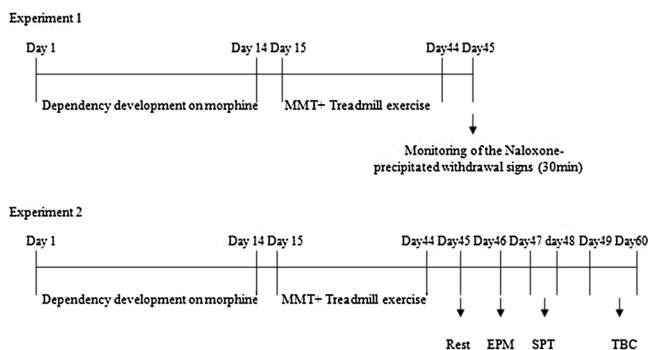 Experiment 1
Day 1 Day 14 Day 15 Day44 Day45
Dependency development on morphine MMT+ Treadmill exercise
Monitoring of the Naloxone-
precipitated withdrawal signs (30min)
Experiment 2
Day 1 Day 14 Day 15 Day44 Day45 Day46 Day47 day48 Day49 Day60
Dependency development on morphine MMT+ Treadmill exercise
Rest EPM SPT TBC